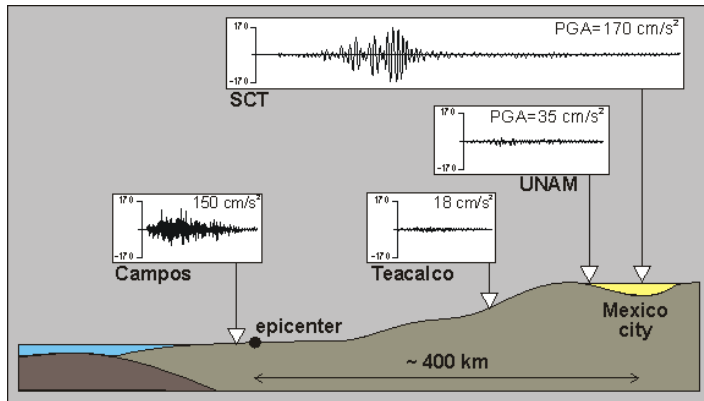 170
PGA=170 cm/s²
-170
SCT
170
PGA=35 cm/s²
-170
UNAM
170
150 cm/s²
-170
Campos
170
18 cm/s²
-170
Teacalco
epicenter
Mexico
city
~ 400 km